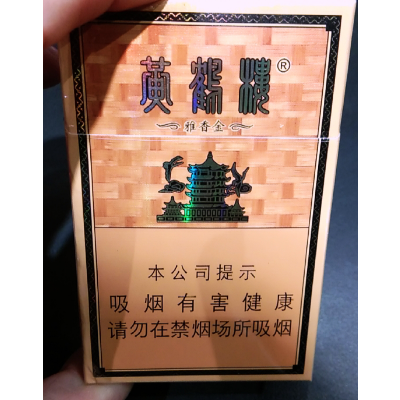 黄鹤楼®
雅香金
本公司提示
吸烟有害健康
请勿在禁烟场所吸烟